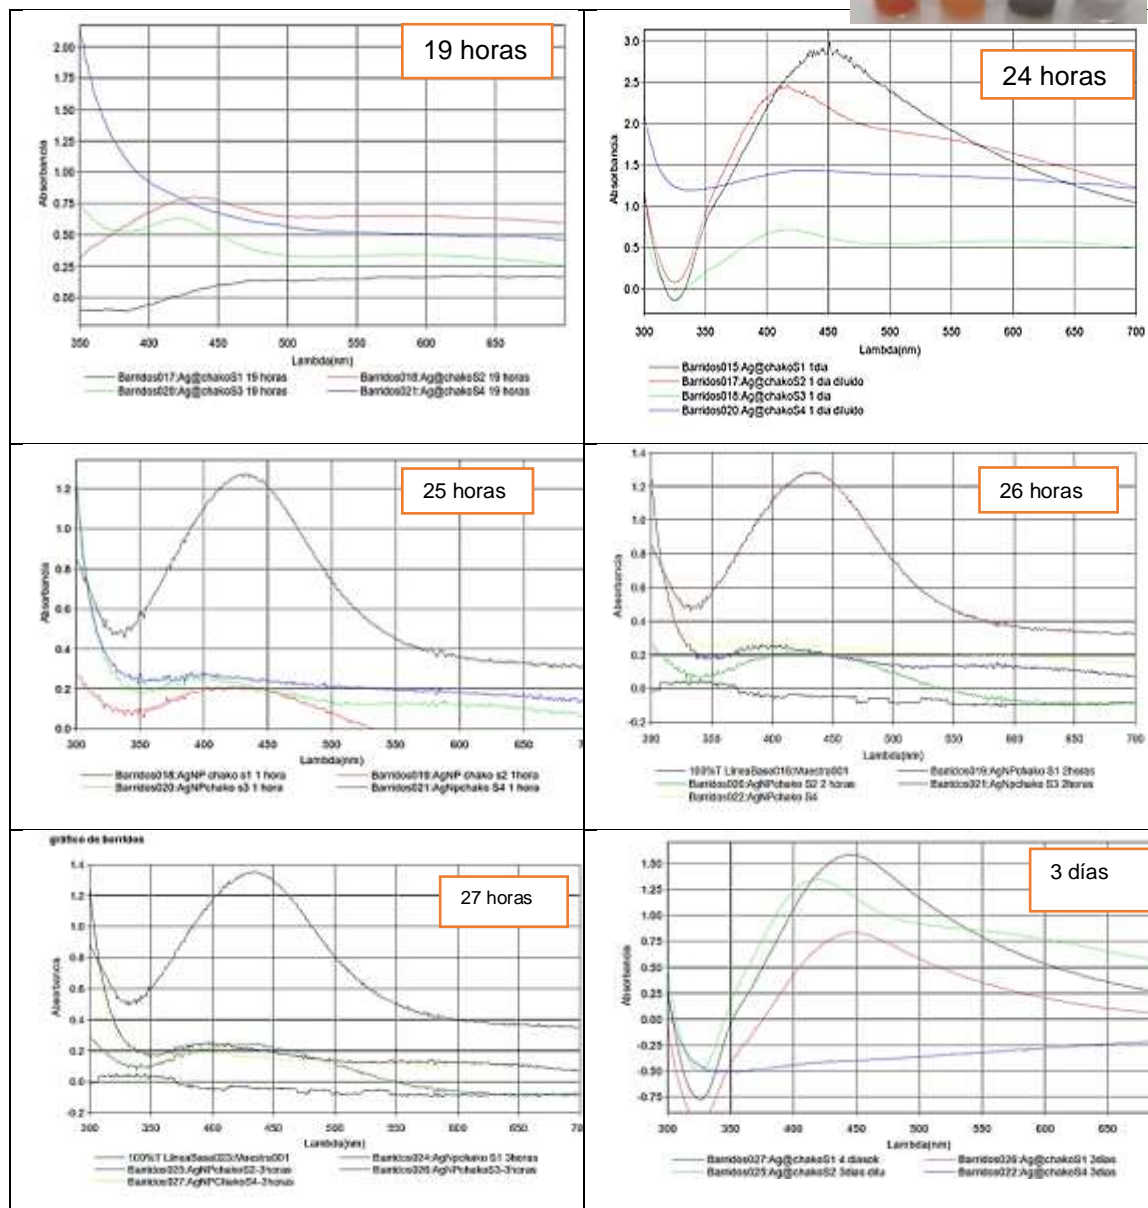 19 horas
2.00
1.75
1.50
1.25
1.00
0.75
0.50
0.25
0.00
Absorbancia
350 400 450 500 550 600 650
Lambda(nm)
Barridos017:Ag@chakoS1 19 horas Barridos018:Ag@chakoS2 19 horas
Barridos020:Ag@chakoS3 19 horas Barridos021:Ag@chakoS4 19 horas
24 horas
3.0
2.5
2.0
1.5
1.0
0.5
0.0
Absorbancia
300 350 400 450 500 550 600 650 700
Lambda(nm)
Barridos015:Ag@chakoS1 1dia
Barridos017:Ag@chakoS2 1 dia diluido
Barridos018:Ag@chakoS3 1 dia
Barridos020:Ag@chakoS4 1 dia diluido
25 horas
1.2
1.0
0.8
0.6
0.4
0.2
0.0
Absorbancia
300 350 400 450 500 550 600 650
Lambda(nm)
Barridos018:AgNP chako s1 1 hora Barridos019:AgNP chako s2 1hora
Barridos020:AgNPchako s3 1 hora Barridos021:AgNpchako S4 1 hora
26 horas
1.4
1.2
1.0
0.8
0.6
0.4
0.2
0.0
-0.2
Absorbancia
300 350 400 450 500 550 600 650 700
Lambda(nm)
100%T LíneaBase018:Muestra001 Barridos019:AgNPchako S1 2horas
Barridos020:AgNPchako S2 2 horas Barridos021:AgNpchako S3 2horas
Barridos022:AgNPchako S4
gráfico de barridos
27 horas
1.4
1.2
1.0
0.8
0.6
0.4
0.2
0.0
-0.2
Absorbancia
300 350 400 450 500 550 600 650
Lambda(nm)
100%T LíneaBase023:Muestra001 Barridos024:AgNpchako S1 3horas
Barridos025:AgNPchakoS2-3horas Barridos026:AgNPchakoS3-3horas
Barridos027:AgNPChakoS4-3horas
3 días
1.50
1.25
1.00
0.75
0.50
0.25
0.00
-0.25
-0.50
-0.75
Absorbancia
300 350 400 450 500 550 600 650
Lambda(nm)
Barridos027:Ag@chakoS1 4 diasok Barridos026:Ag@chakoS1 3dias
Barridos025:Ag@chakoS2 3dias dilu Barridos022:Ag@chakoS4 3dias